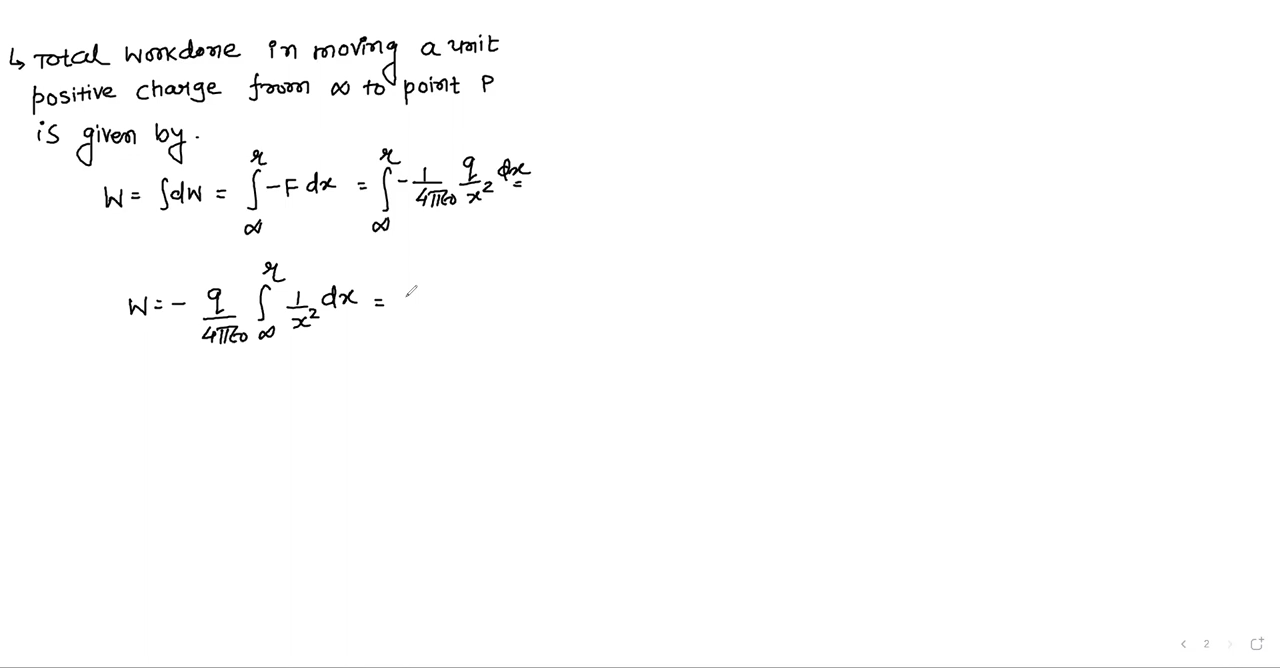 ↳ Total workdone in moving a unit
positive charge from ∞ to point P
is given by.
W = ∫dW = ∫_∞^r -F dx = ∫_∞^r - 1/4πε0 q/x² dx
W = - q/4πε0 ∫_∞^r 1/x² dx =
2